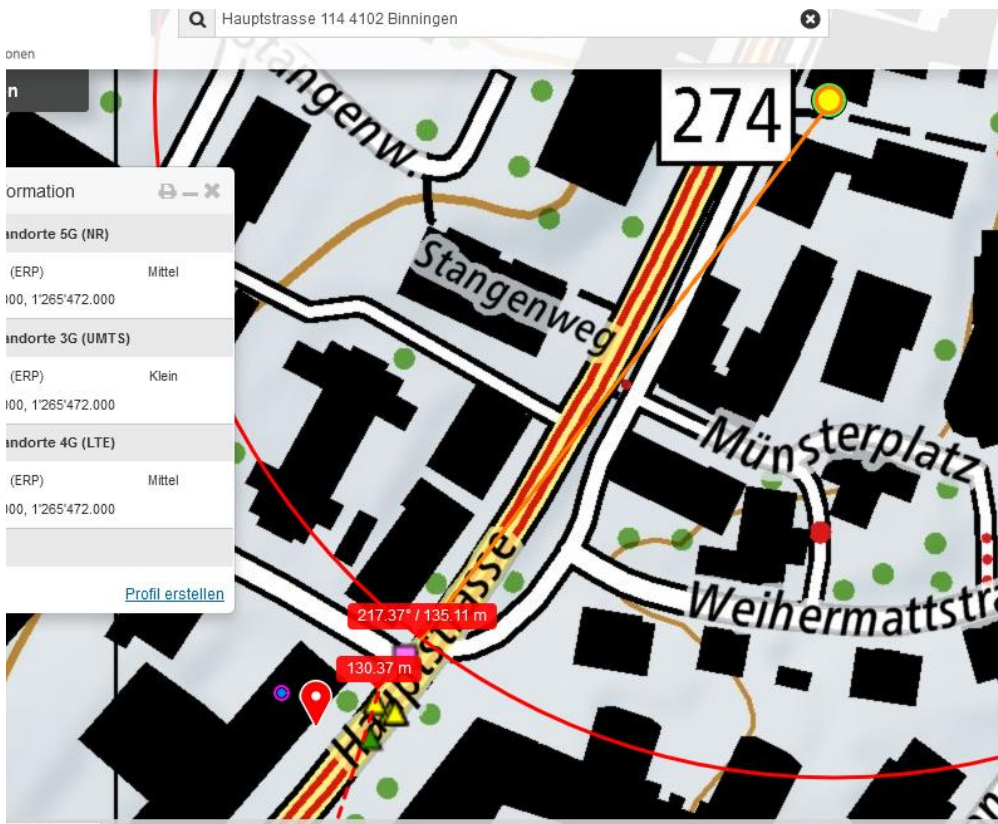 Hauptstrasse 114 4102 Binningen
onen
n
Stangenw.
274
ormation
andorte 5G (NR)
(ERP) Mittel
000, 1'265'472.000
andorte 3G (UMTS)
(ERP) Klein
000, 1'265'472.000
andorte 4G (LTE)
(ERP) Mittel
000, 1'265'472.000
Profil erstellen
Stangenweg
Münsterplatz
Weihermattstra
Hauptstrasse
217.37° / 135.11 m
130.37 m